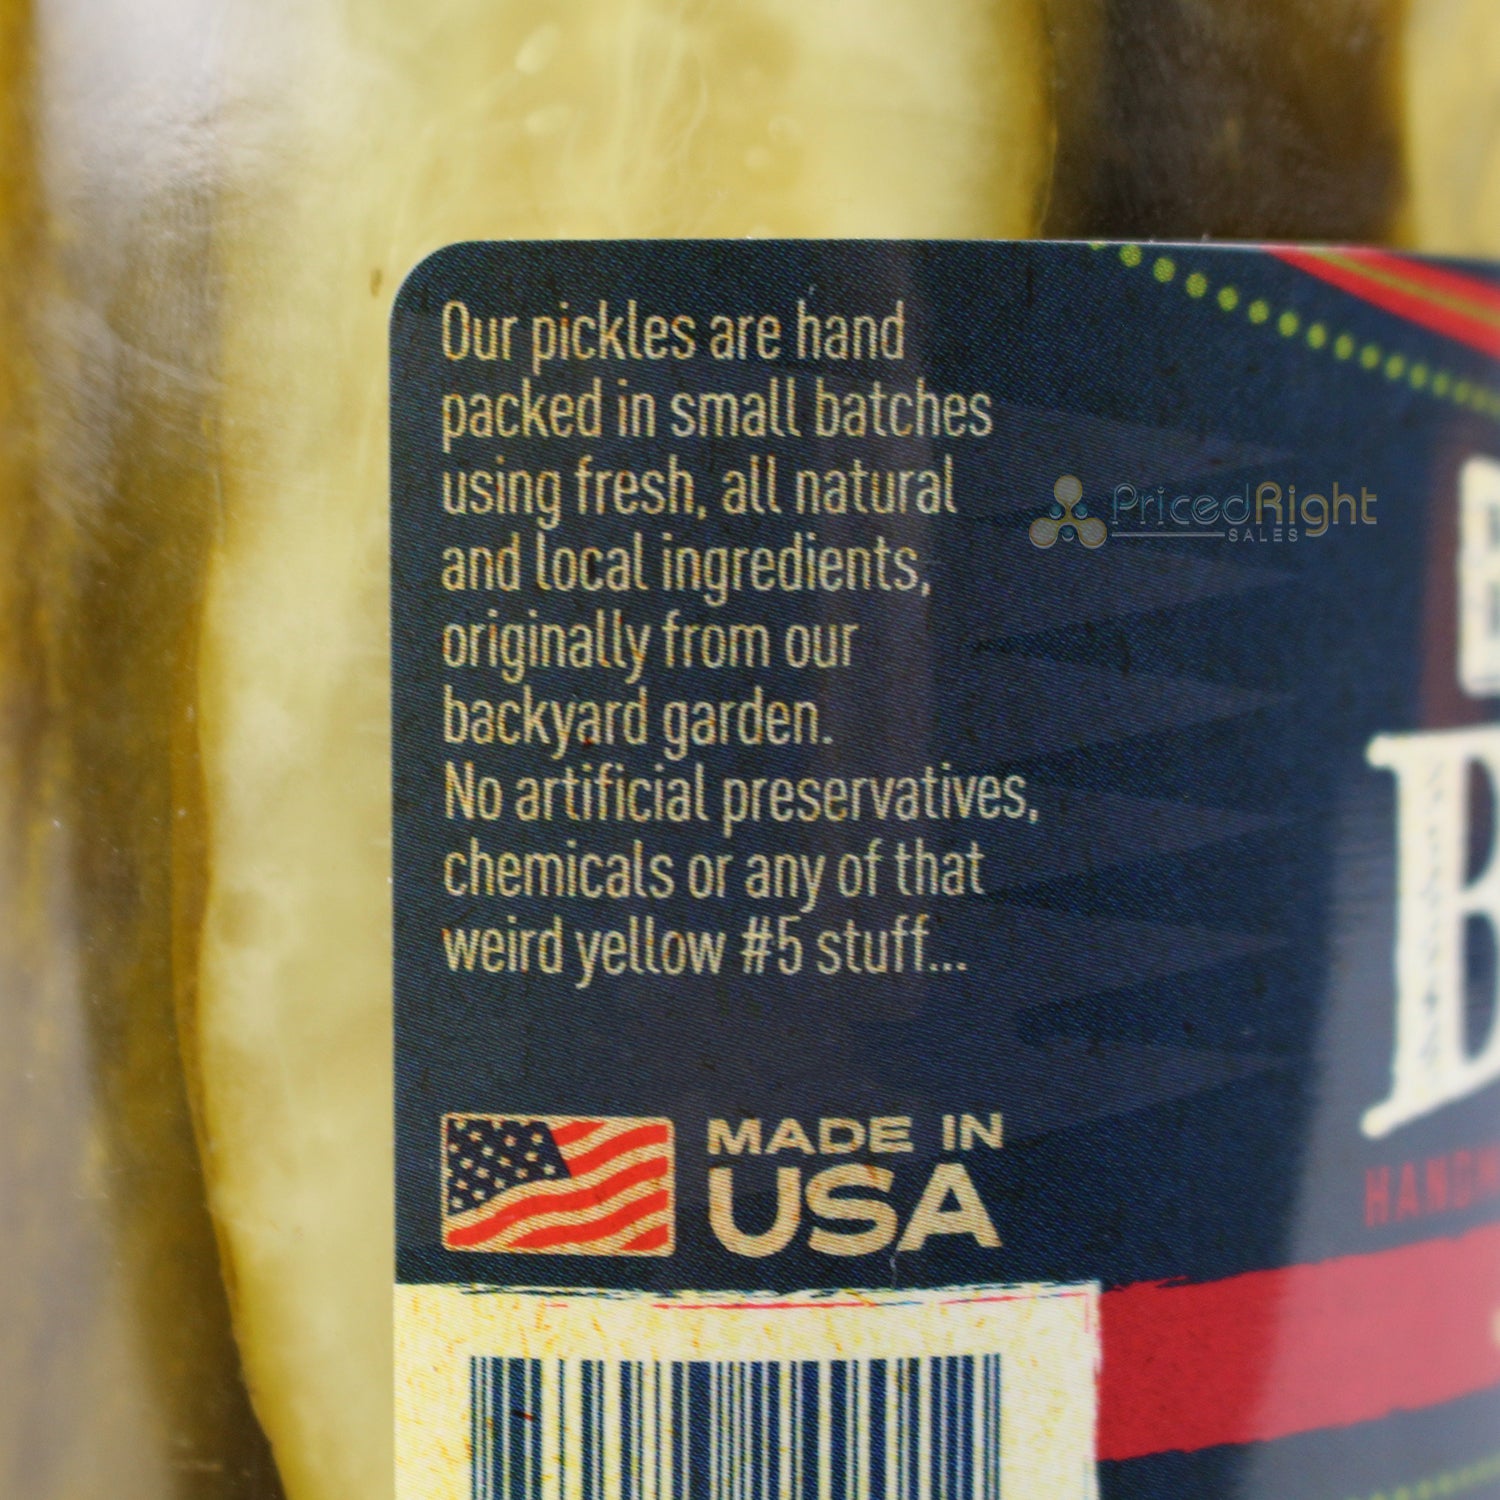 Our pickles are hand
packed in small batches
using fresh, all natural
and local ingredients,
originally from our
backyard garden.
No artificial preservatives,
chemicals or any of that
weird yellow #5 stuff...
PricedRight
SALES
MADE IN
USA